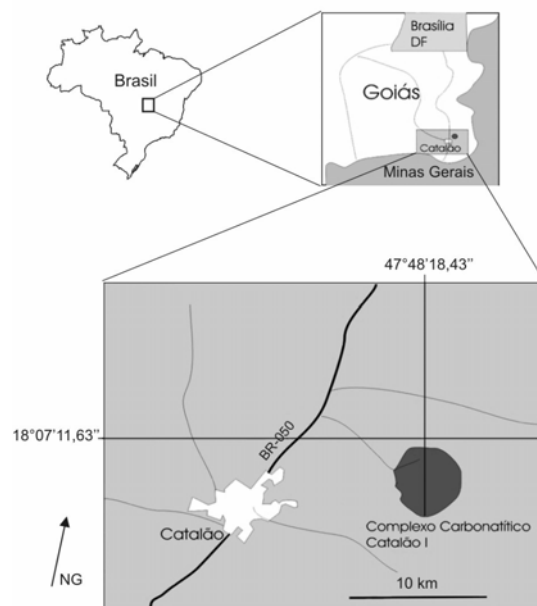 Brasil
Brasília
DF
Goiás
Catalão
Minas Gerais
47°48'18,43''
18°07'11,63''
BR-050
Catalão
Complexo Carbonatítico
Catalão I
NG
10 km